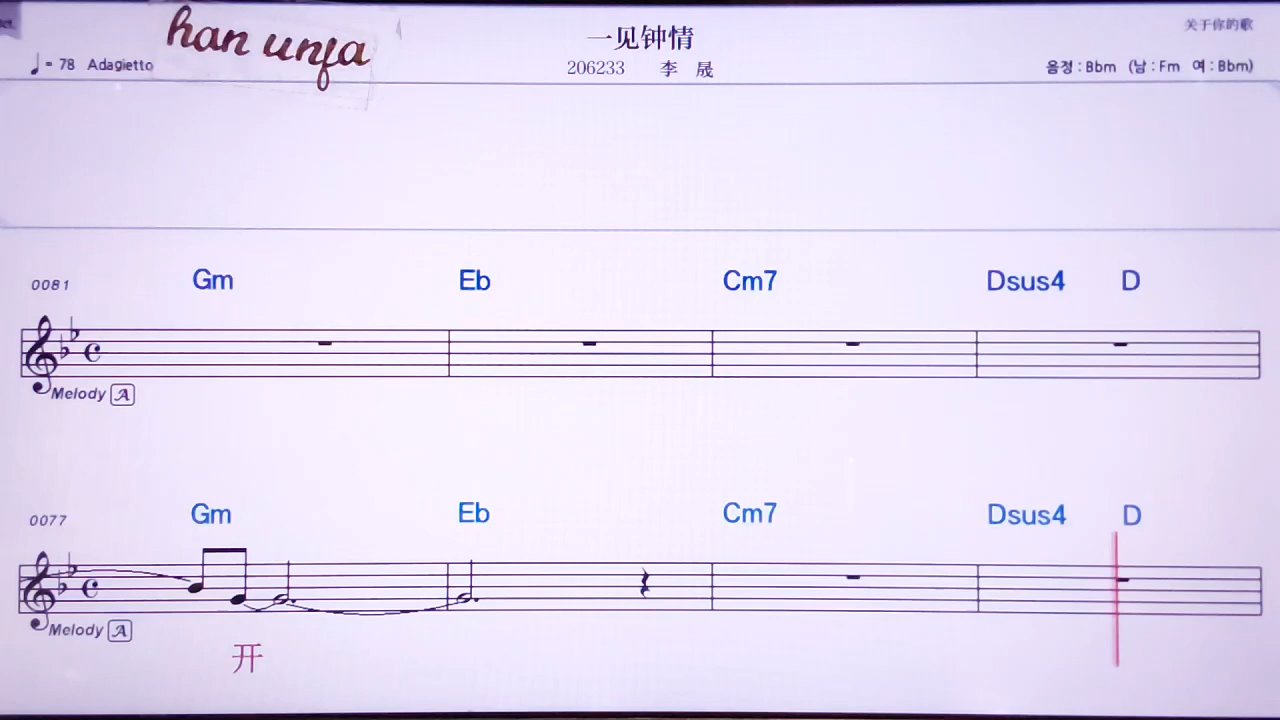 han unfa
一见钟情
关于你的歌
♩= 78 Adagietto
206233 李 晟
음정 : Bbm (남 : Fm 여 : Bbm)
0081 Gm Eb Cm7 Dsus4 D
Melody A
0077 Gm Eb Cm7 Dsus4 D
Melody A
开